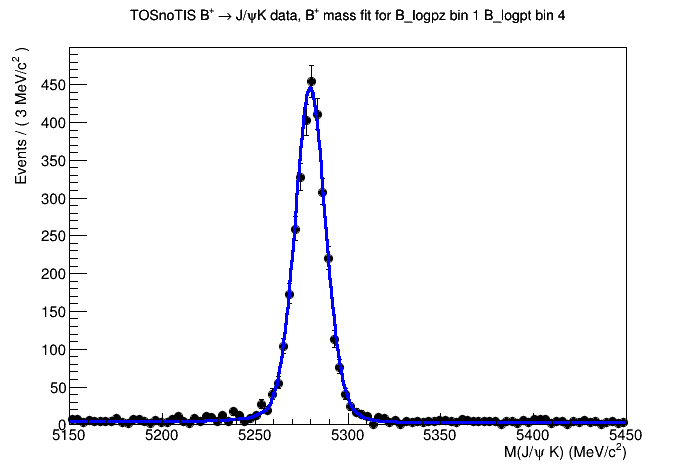 TOSnoTIS B⁺ → J/ψK data, B⁺ mass fit for B_logpz bin 1 B_logpt bin 4
Events / ( 3 MeV/c² )
450
400
350
300
250
200
150
100
50
0
5150 5200 5250 5300 5350 5400 5450
M(J/ψ K) (MeV/c²)